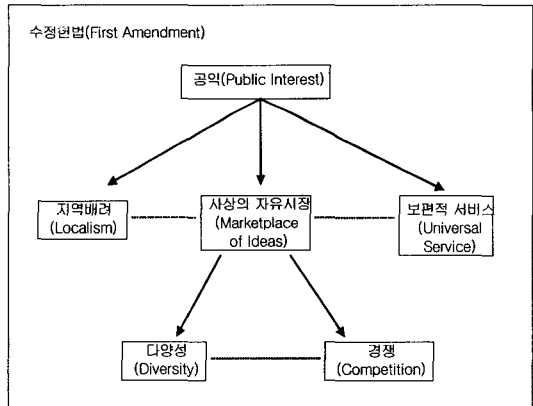 수정헌법(First Amendment)
공익(Public Interest)
지역배려
(Localism)
사상의 자유시장
(Marketplace
of Ideas)
보편적 서비스
(Universal
Service)
다양성
(Diversity)
경쟁
(Competition)